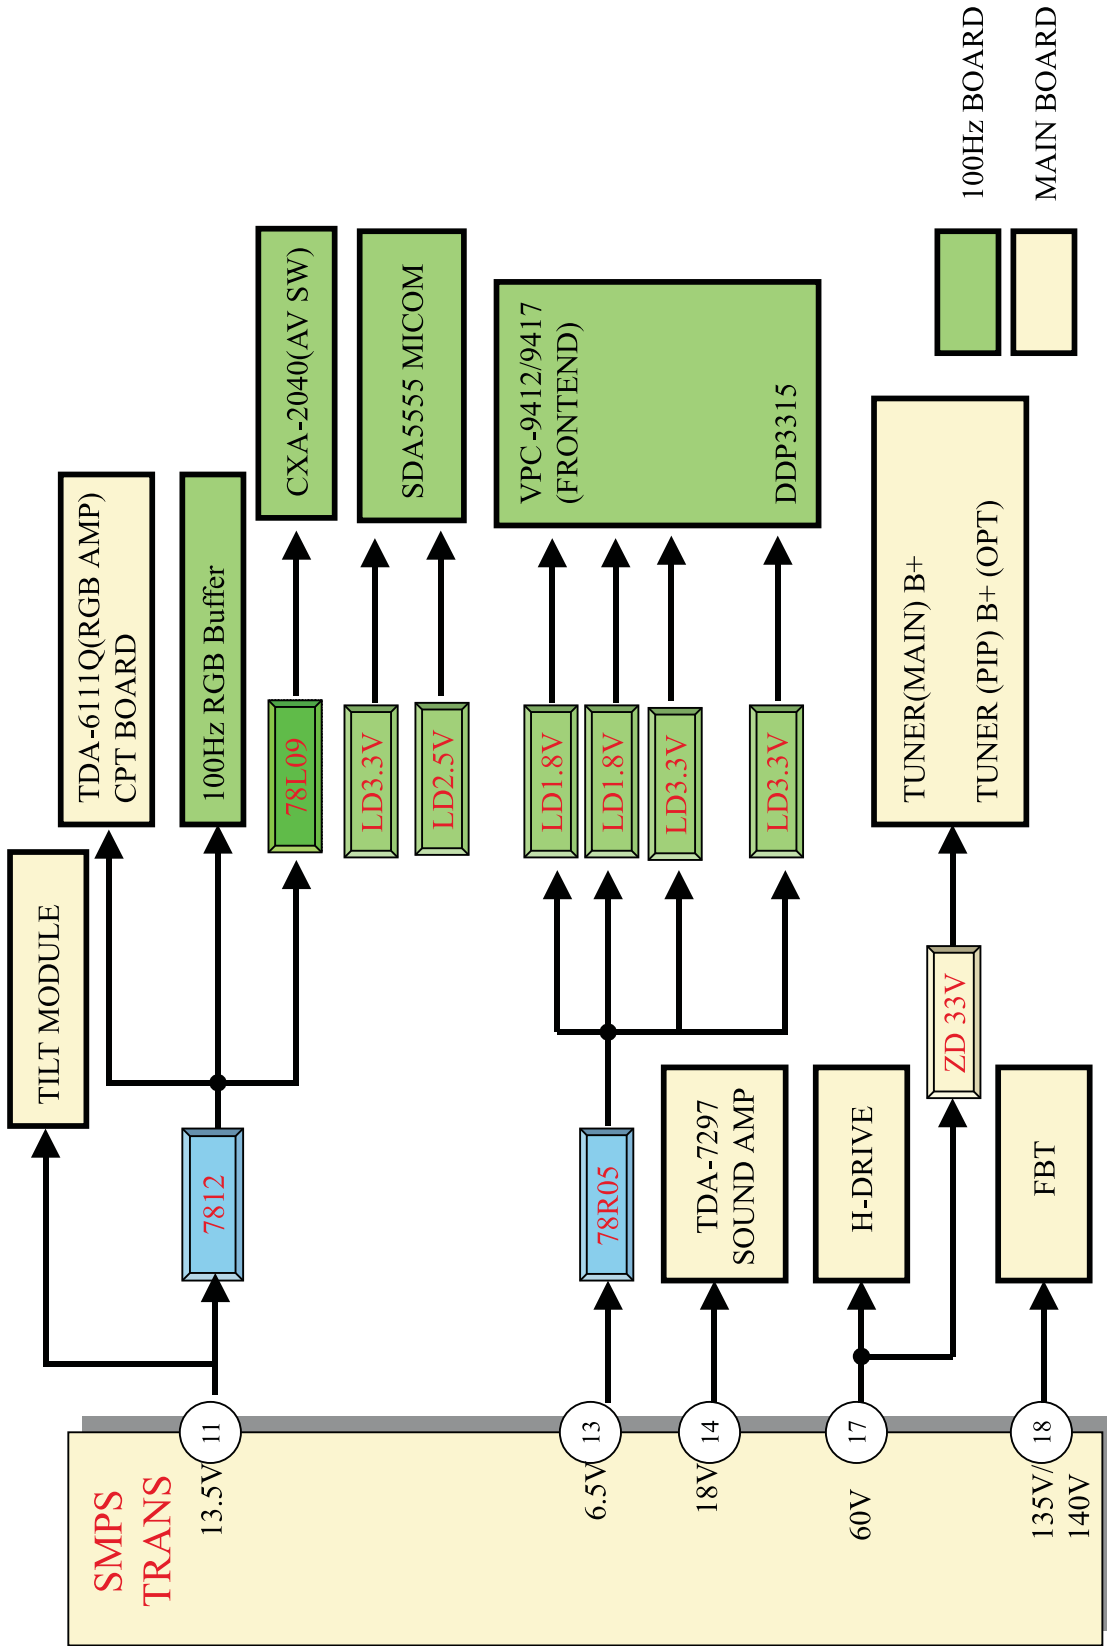 SMPS
TRANS
13.5V
11
6.5V
13
18V
14
60V
17
135V/
140V
18
TILT MODULE
7812
TDA-6111Q(RGB AMP)
CPT BOARD
100Hz RGB Buffer
78L09
CXA-2040(AV SW)
LD3.3V
LD2.5V
SDA5555 MICOM
78R05
LD1.8V
LD1.8V
LD3.3V
LD3.3V
VPC-9412/9417
(FRONTEND)
DDP3315
TDA-7297
SOUND AMP
H-DRIVE
ZD 33V
TUNER(MAIN) B+
TUNER (PIP) B+ (OPT)
FBT
100Hz BOARD
MAIN BOARD